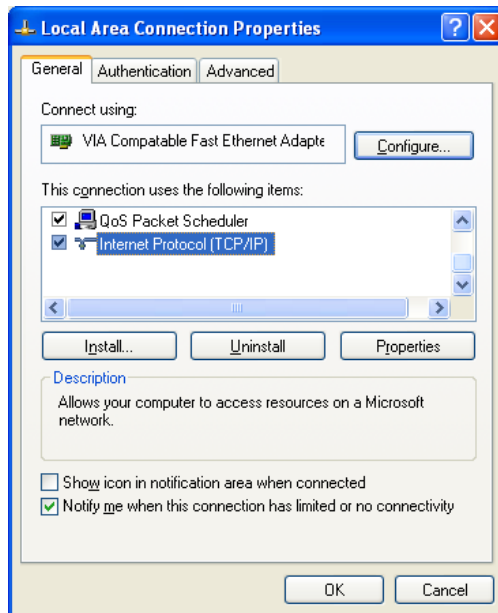 Local Area Connection Properties
General Authentication Advanced
Connect using:
VIA Compatable Fast Ethernet Adapte
Configure...
This connection uses the following items:
QoS Packet Scheduler
Internet Protocol (TCP/IP)
Install... Uninstall Properties
Description
Allows your computer to access resources on a Microsoft
network.
Show icon in notification area when connected
Notify me when this connection has limited or no connectivity
OK Cancel